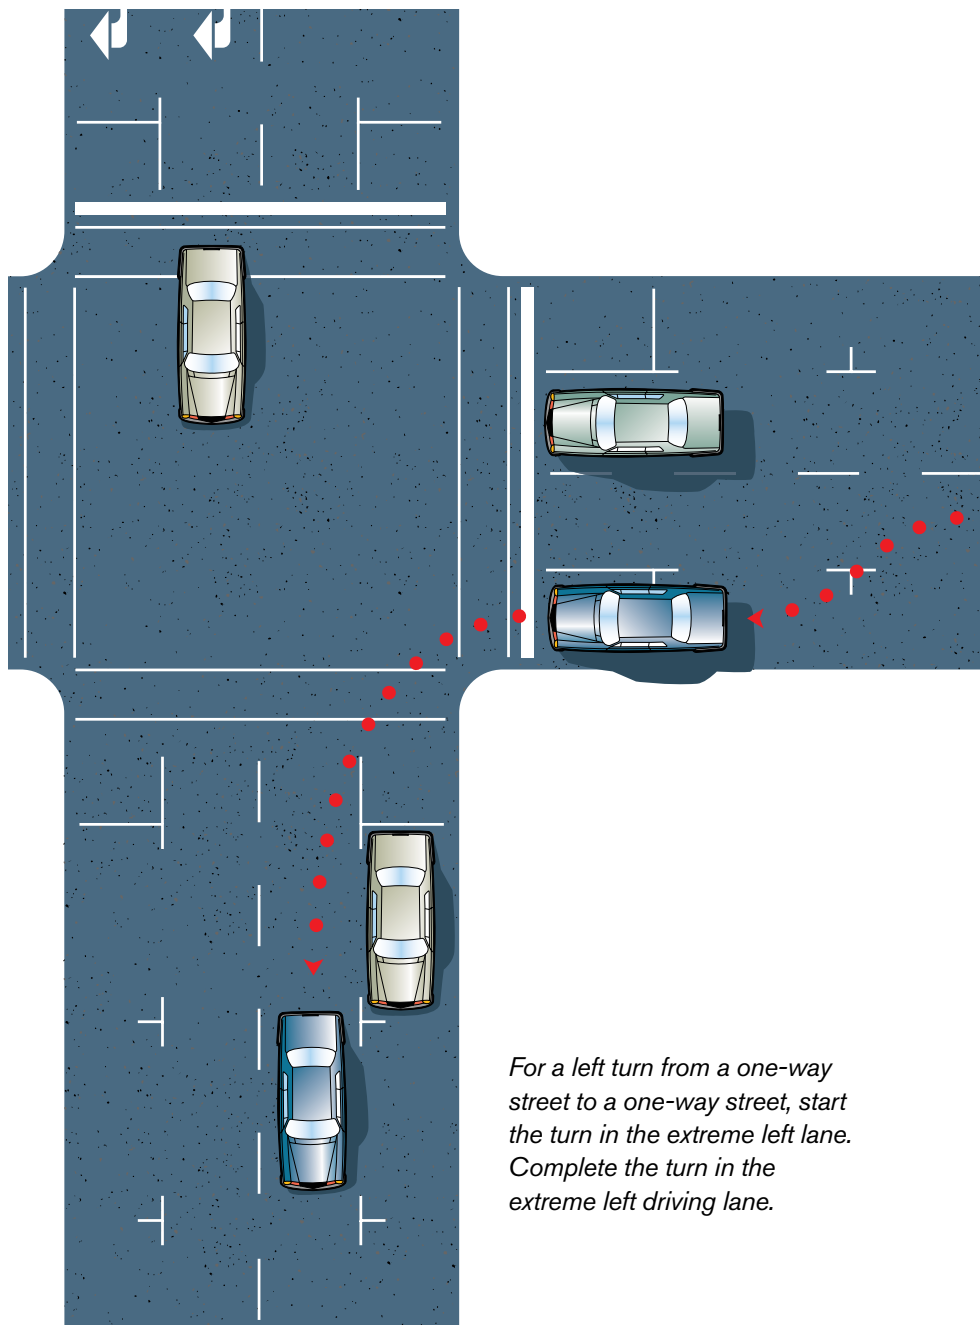 For a left turn from a one-way
street to a one-way street, start
the turn in the extreme left lane.
Complete the turn in the
extreme left driving lane.